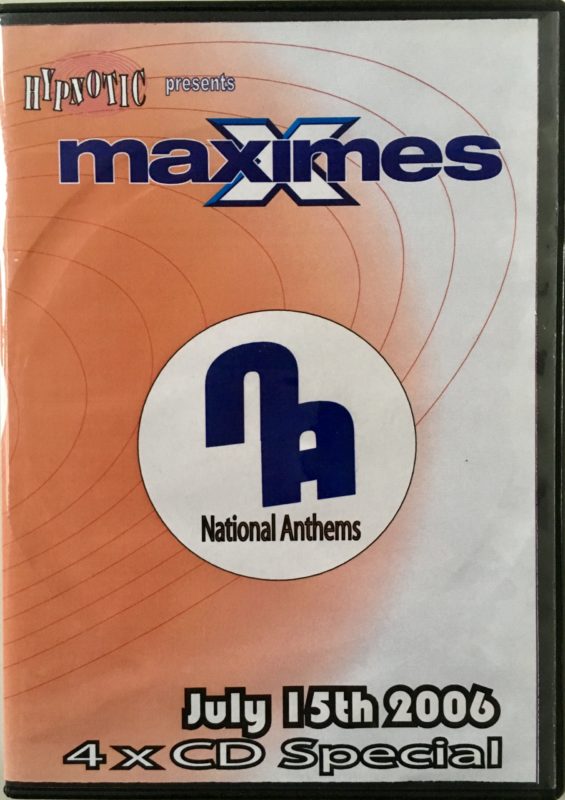 HYPNOTIC presents
maximes
X
NA
National Anthems
July 15th 2006
4 x CD Special